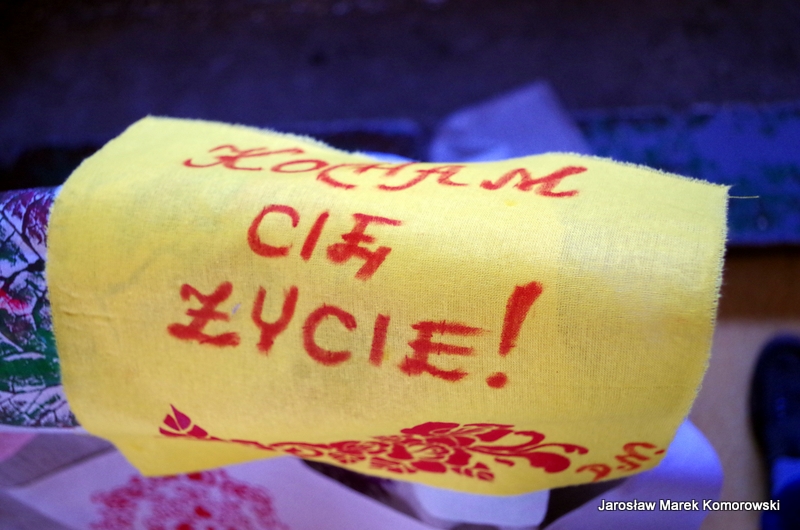 KOCHAM
CIĘ
ŻYCIE!
D.N.
Jarosław Marek Komorowski